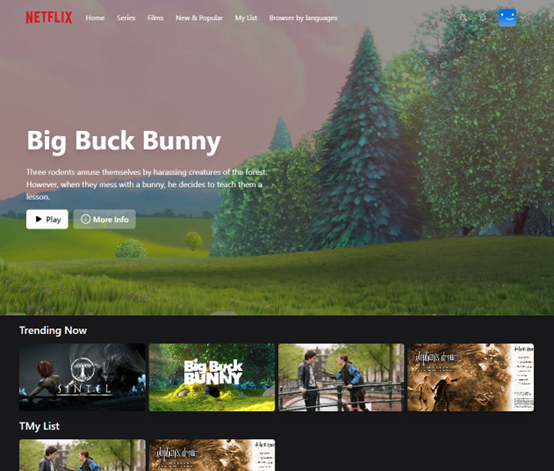 NETFLIX Home Series Films New & Popular My List Browser by languages
Big Buck Bunny
Three rodents amuse themselves by harassing creatures of the forest.
However, when they mess with a bunny, he decides to teach them a
lesson.
Play More Info
Trending Now
SINTEL
Big Buck
BUNNY
elephants dream
TMy List
elephants dream